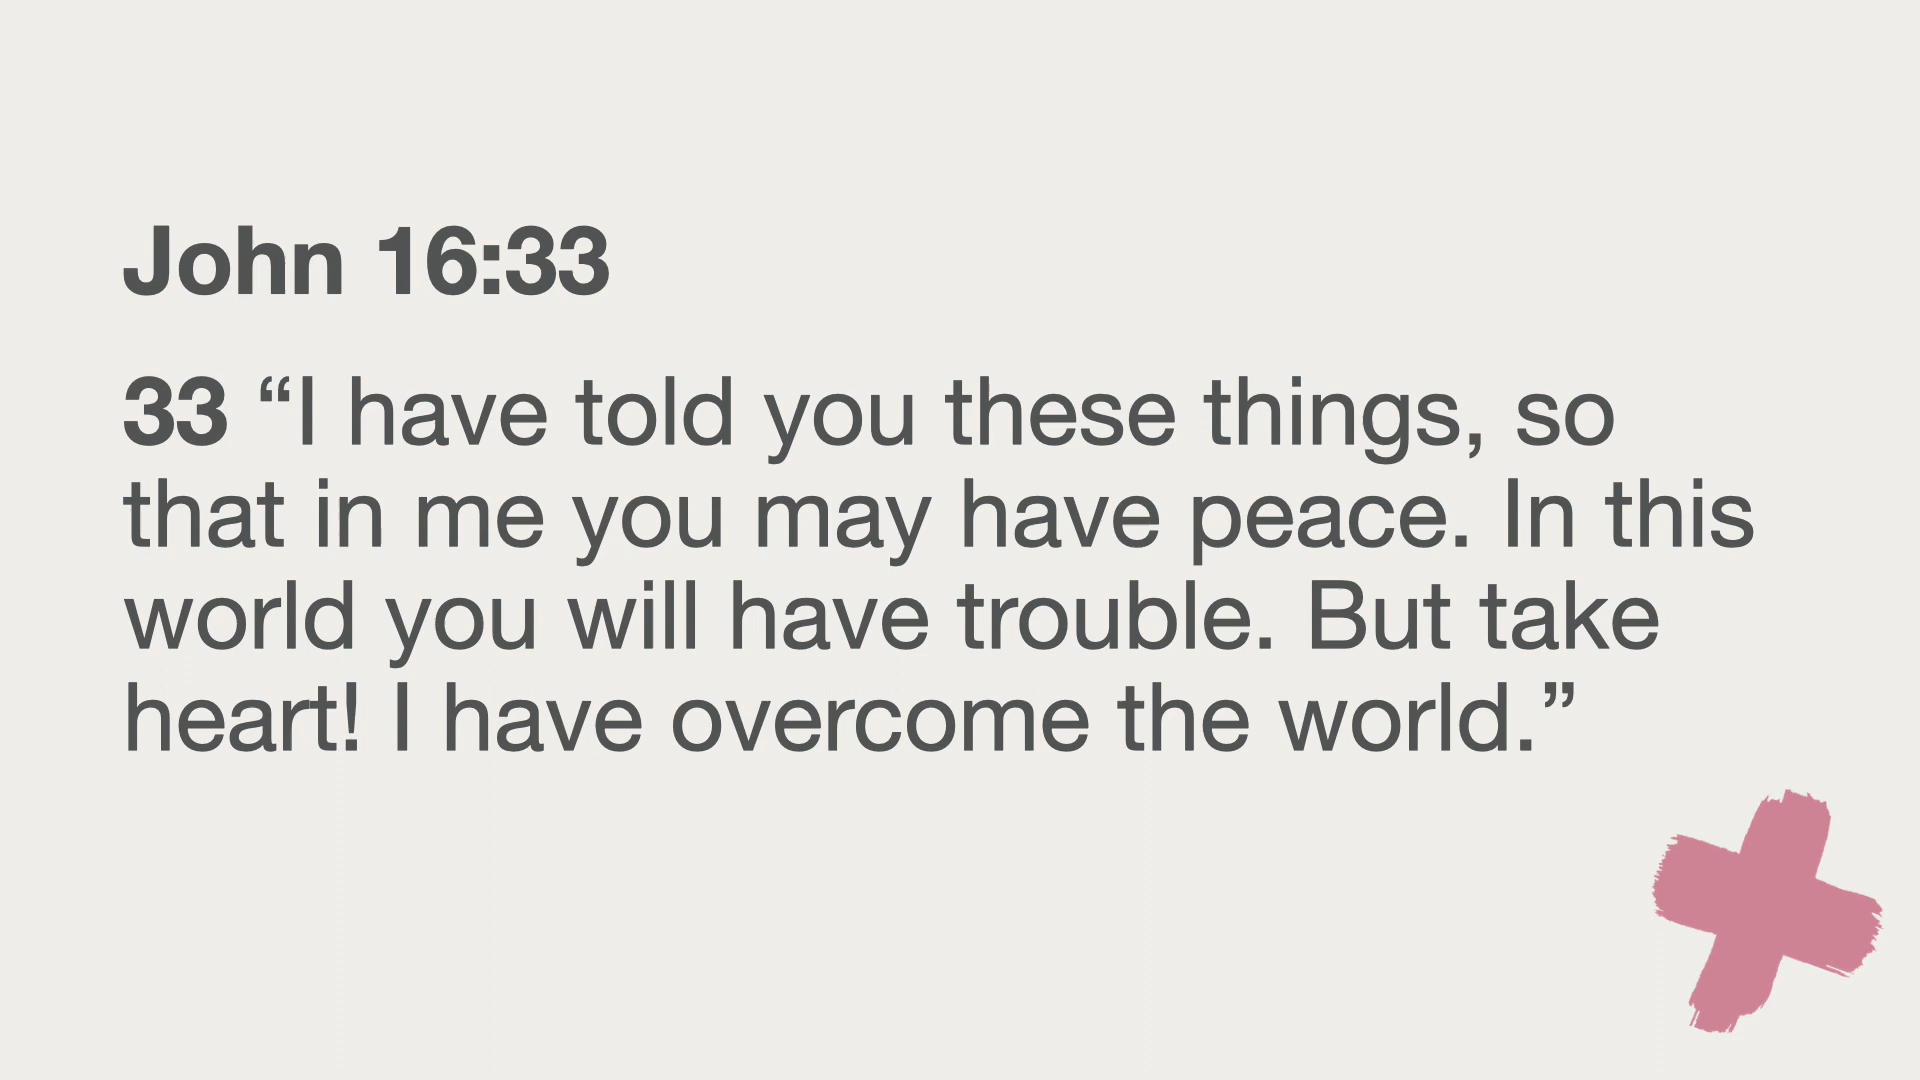 John 16:33
33 “I have told you these things, so
that in me you may have peace. In this
world you will have trouble. But take
heart! I have overcome the world.”